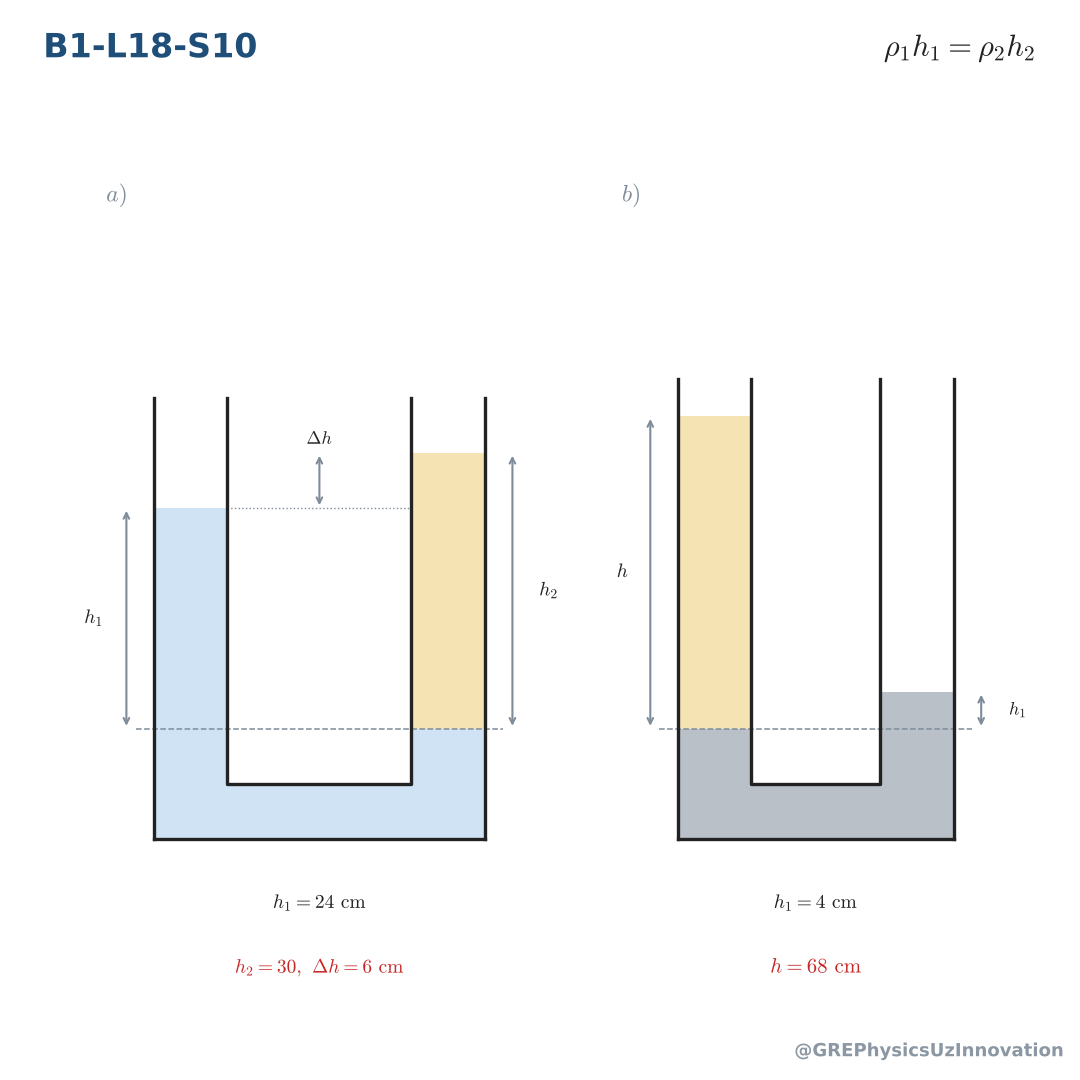 B1-L18-S10
ρ₁h₁ = ρ₂h₂
a)
b)
Δh
h₁
h₂
h
h₁
h₁ = 24 cm
h₂ = 30, Δh = 6 cm
h₁ = 4 cm
h = 68 cm
@GREPhysicsUzInnovation